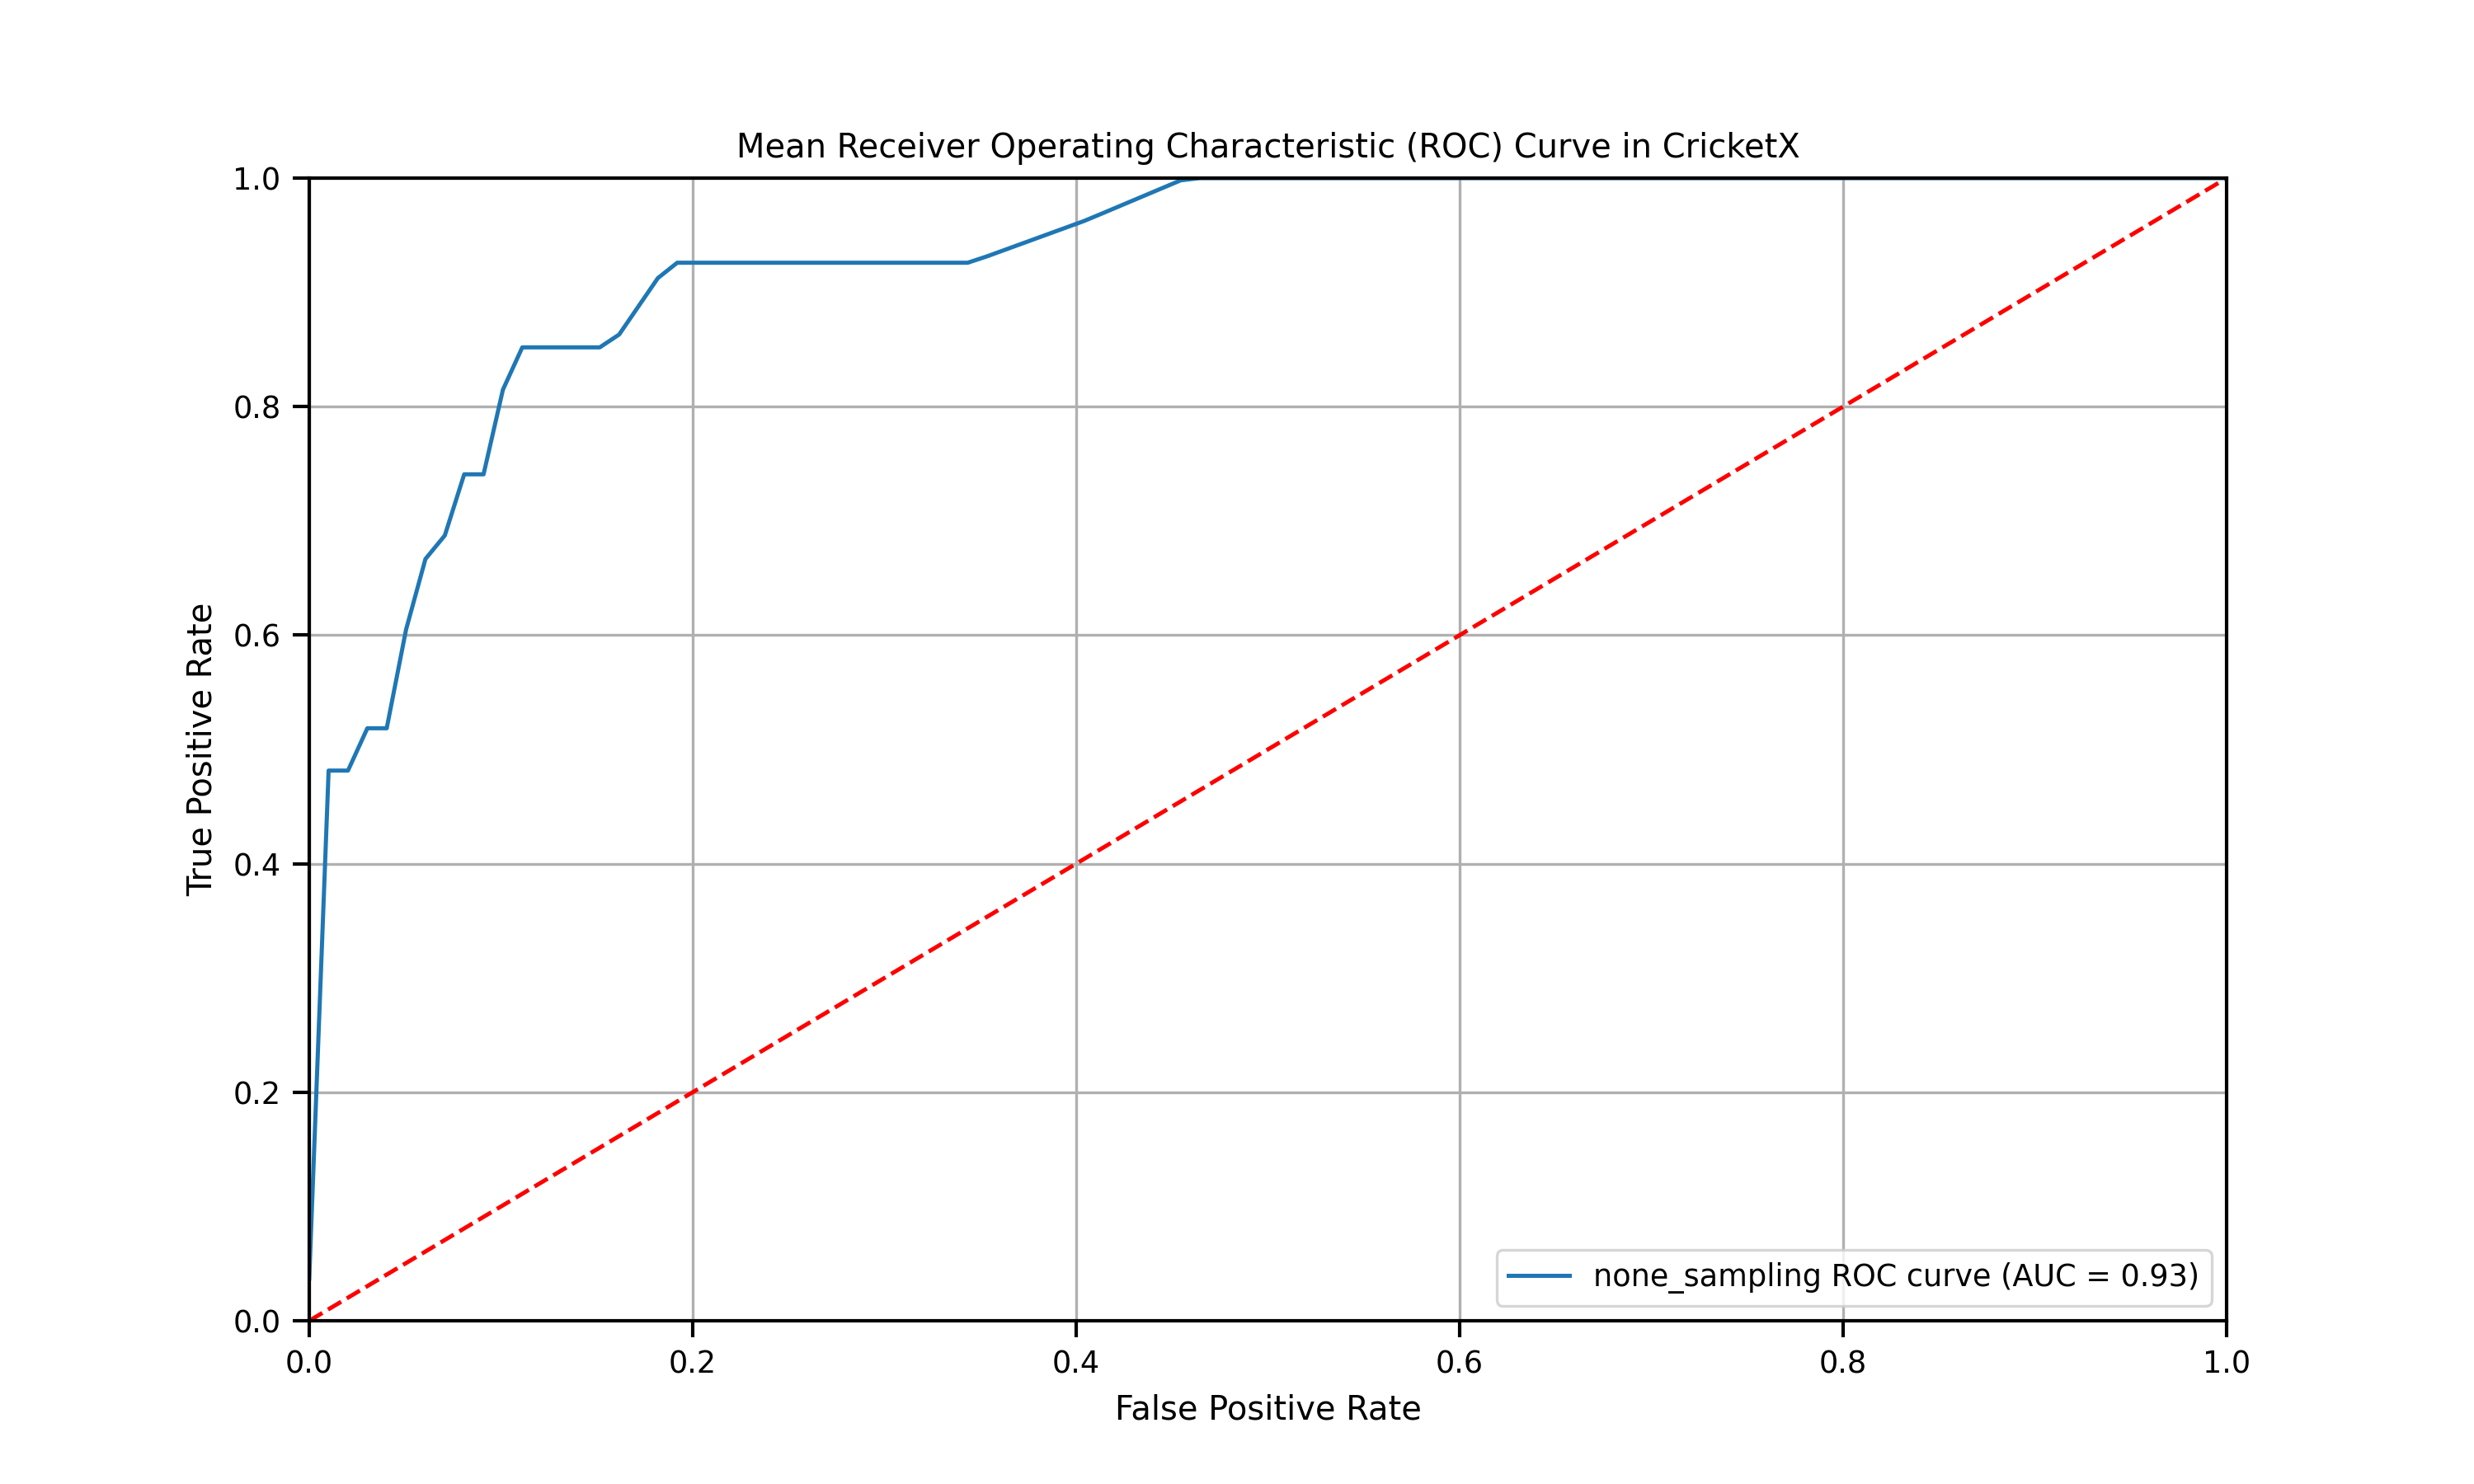 Mean Receiver Operating Characteristic (ROC) Curve in CricketX
1.0
0.8
0.6
0.4
0.2
0.0
True Positive Rate
none_sampling ROC curve (AUC = 0.93)
0.0 0.2 0.4 0.6 0.8 1.0
False Positive Rate